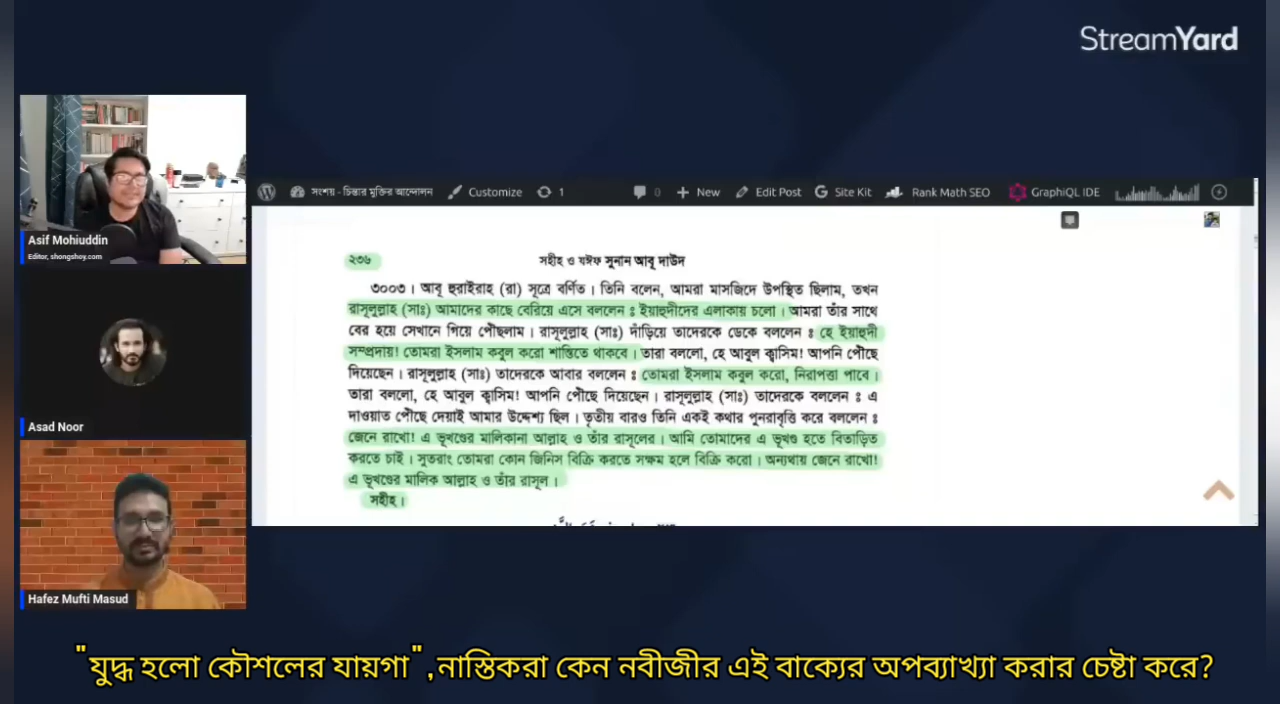 StreamYard
সংশয় - চিন্তার মুক্তির আন্দোলন Customize 1 0 New Edit Post Site Kit Rank Math SEO GraphiQL IDE
২৩৬ সহীহ ও যঈফ সুনান আবূ দাউদ
৩০০৩। আবূ হুরাইরাহ (রা) সূত্রে বর্ণিত। তিনি বলেন, আমরা মাসজিদে উপস্থিত ছিলাম, তখন
রাসূলুল্লাহ (সাঃ) আমাদের কাছে বেরিয়ে এসে বললেন ঃ ইয়াহুদীদের এলাকায় চলো। আমরা তাঁর সাথে
বের হয়ে সেখানে গিয়ে পৌছলাম। রাসূলুল্লাহ (সাঃ) দাঁড়িয়ে তাদেরকে ডেকে বললেন ঃ হে ইয়াহুদী
সম্প্রদায়! তোমরা ইসলাম কবুল করো শান্তিতে থাকবে। তারা বললো, হে আবুল ক্বাসিম! আপনি পৌছে
দিয়েছেন। রাসূলুল্লাহ (সাঃ) তাদেরকে আবার বললেন ঃ তোমরা ইসলাম কবুল করো, নিরাপত্তা পাবে।
তারা বললো, হে আবুল ক্বাসিম! আপনি পৌছে দিয়েছেন। রাসূলুল্লাহ (সাঃ) তাদেরকে বললেন ঃ এ
দাওয়াত পৌছে দেয়াই আমার উদ্দেশ্য ছিল। তৃতীয় বারও তিনি একই কথার পুনরাবৃত্তি করে বললেন ঃ
জেনে রাখো! এ ভূখণ্ডের মালিকানা আল্লাহ ও তাঁর রাসূলের। আমি তোমাদের এ ভূখণ্ড হতে বিতাড়িত
করতে চাই। সুতরাং তোমরা কোন জিনিস বিক্রি করতে সক্ষম হলে বিক্রি করো। অন্যথায় জেনে রাখো!
এ ভূখণ্ডের মালিক আল্লাহ ও তাঁর রাসূল।
সহীহ।
Asif Mohiuddin
Editor, shongshoy.com
Asad Noor
Hafez Mufti Masud
"যুদ্ধ হলো কৌশলের যায়গা",নাস্তিকরা কেন নবীজীর এই বাক্যের অপব্যাখ্যা করার চেষ্টা করে?